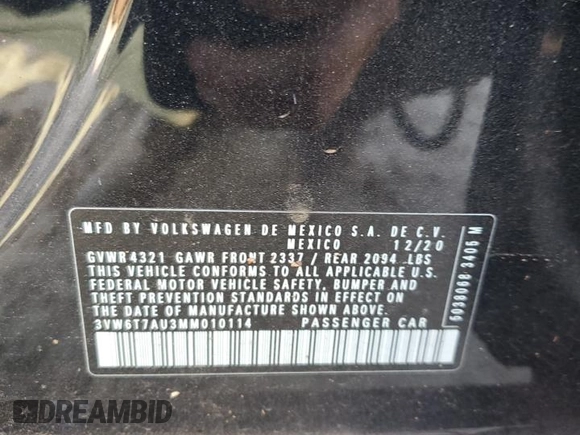 MFD BY VOLKSWAGEN DE MEXICO S.A. DE C.V.
MEXICO 12/20
GVWR 4321 GAWR FRONT 2337 / REAR 2094 LBS
THIS VEHICLE CONFORMS TO ALL APPLICABLE
FEDERAL MOTOR VEHICLE SAFETY, BUMPER AND
THEFT PREVENTION STANDARDS IN EFFECT ON
THE DATE OF MANUFACTURE SHOWN ABOVE.
3VW6T7AU3MM010114 PASSENGER CAR
5G3806B 3406 M
DREAMBID